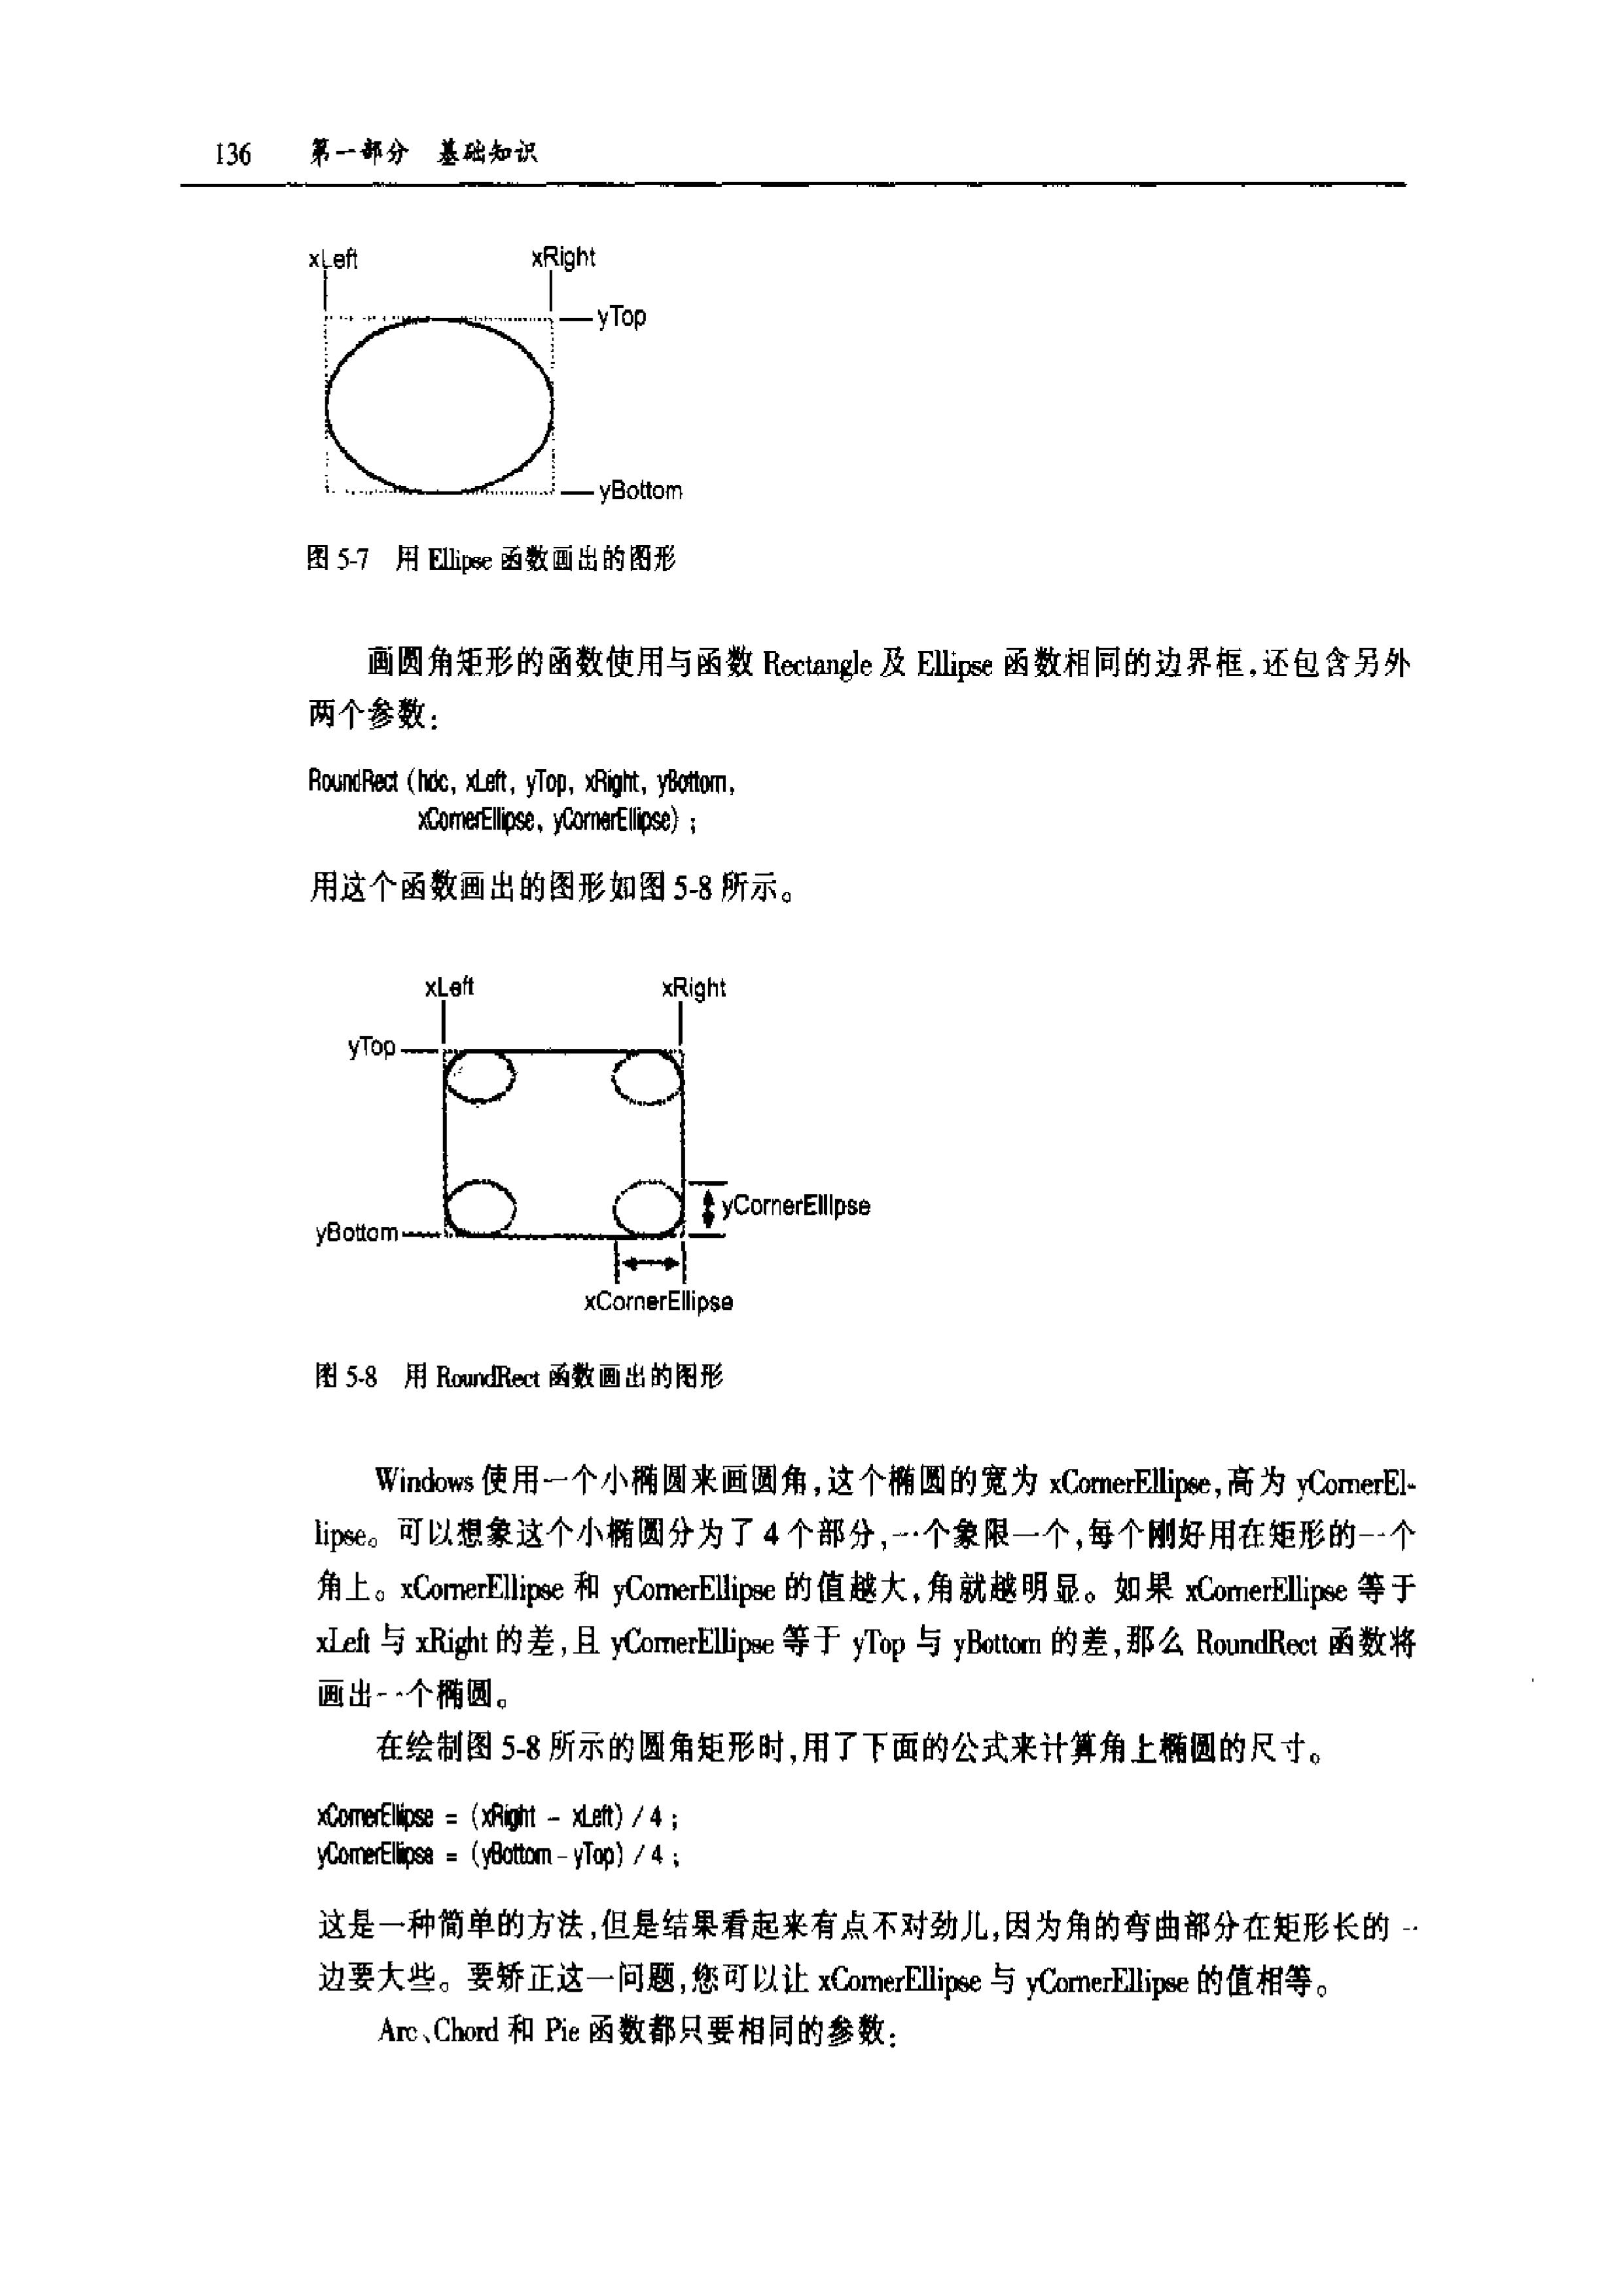 136 第一部分 基础知识
xLeft xRight
yTop
yBottom
图 5-7 用 Ellipse 函数画出的图形
画圆角矩形的函数使用与函数 Rectangle 及 Ellipse 函数相同的边界框,还包含另外
两个参数:
RoundRect (hdc, xLeft, yTop, xRight, yBottom,
xCornerEllipse, yCornerEllipse) ;
用这个函数画出的图形如图 5-8 所示。
xLeft xRight
yTop
yCornerEllipse
yBottom
xCornerEllipse
图 5-8 用 RoundRect 函数画出的图形
Windows 使用一个小椭圆来画圆角,这个椭圆的宽为 xCornerEllipse,高为 yCornerEl-
lipse。可以想象这个小椭圆分为了 4 个部分,一个象限一个,每个刚好用在矩形的一个
角上。xCornerEllipse 和 yCornerEllipse 的值越大,角就越明显。如果 xCornerEllipse 等于
xLeft 与 xRight 的差,且 yCornerEllipse 等于 yTop 与 yBottom 的差,那么 RoundRect 函数将
画出一个椭圆。
在绘制图 5-8 所示的圆角矩形时,用了下面的公式来计算角上椭圆的尺寸。
xCornerEllipse = (xRight - xLeft) / 4 ;
yCornerEllipse = (yBottom - yTop) / 4 ;
这是一种简单的方法,但是结果看起来有点不对劲儿,因为角的弯曲部分在矩形长的一
边要大些。要矫正这一问题,您可以让 xCornerEllipse 与 yCornerEllipse 的值相等。
Arc、Chord 和 Pie 函数都只要相同的参数: